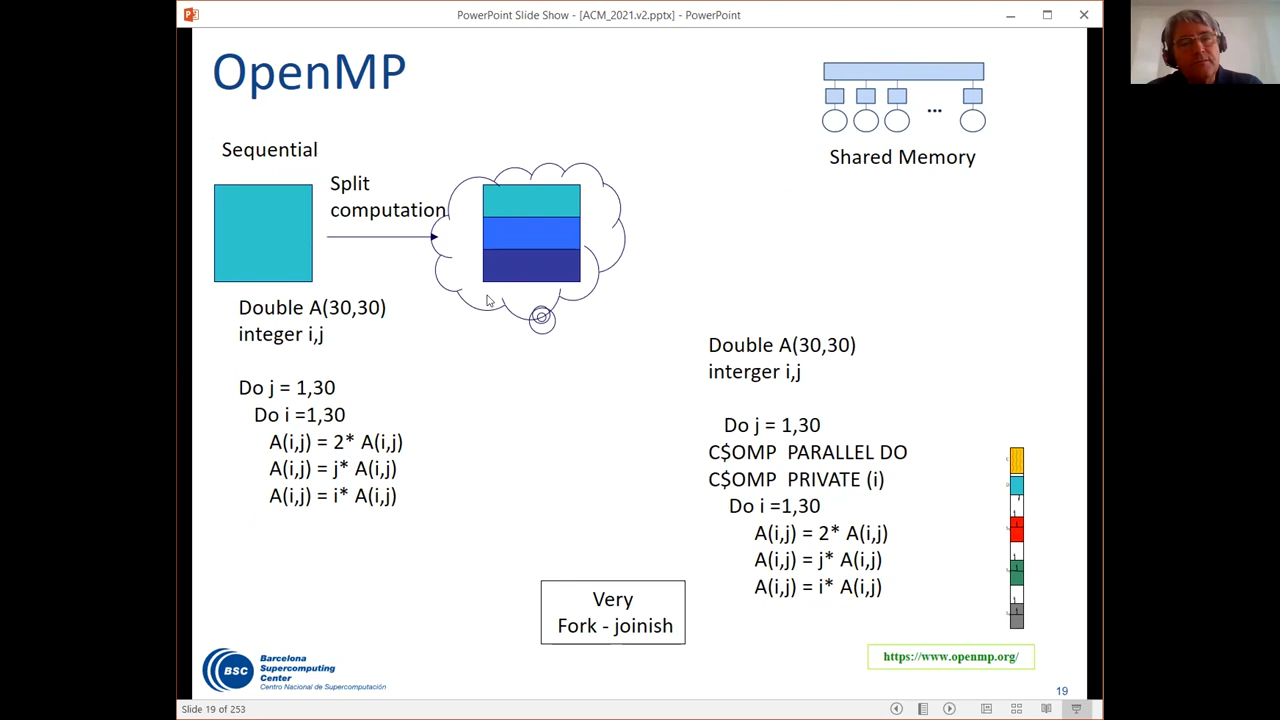 PowerPoint Slide Show - [ACM_2021.v2.pptx] - PowerPoint
OpenMP
Shared Memory
Sequential
Split
computation
Double A(30,30)
integer i,j
Do j = 1,30
Do i =1,30
A(i,j) = 2* A(i,j)
A(i,j) = j* A(i,j)
A(i,j) = i* A(i,j)
Double A(30,30)
interger i,j
Do j = 1,30
C$OMP PARALLEL DO
C$OMP PRIVATE (i)
Do i =1,30
A(i,j) = 2* A(i,j)
A(i,j) = j* A(i,j)
A(i,j) = i* A(i,j)
Very
Fork - joinish
https://www.openmp.org/
BSC
Barcelona
Supercomputing
Center
Centro Nacional de Supercomputación
19
Slide 19 of 253